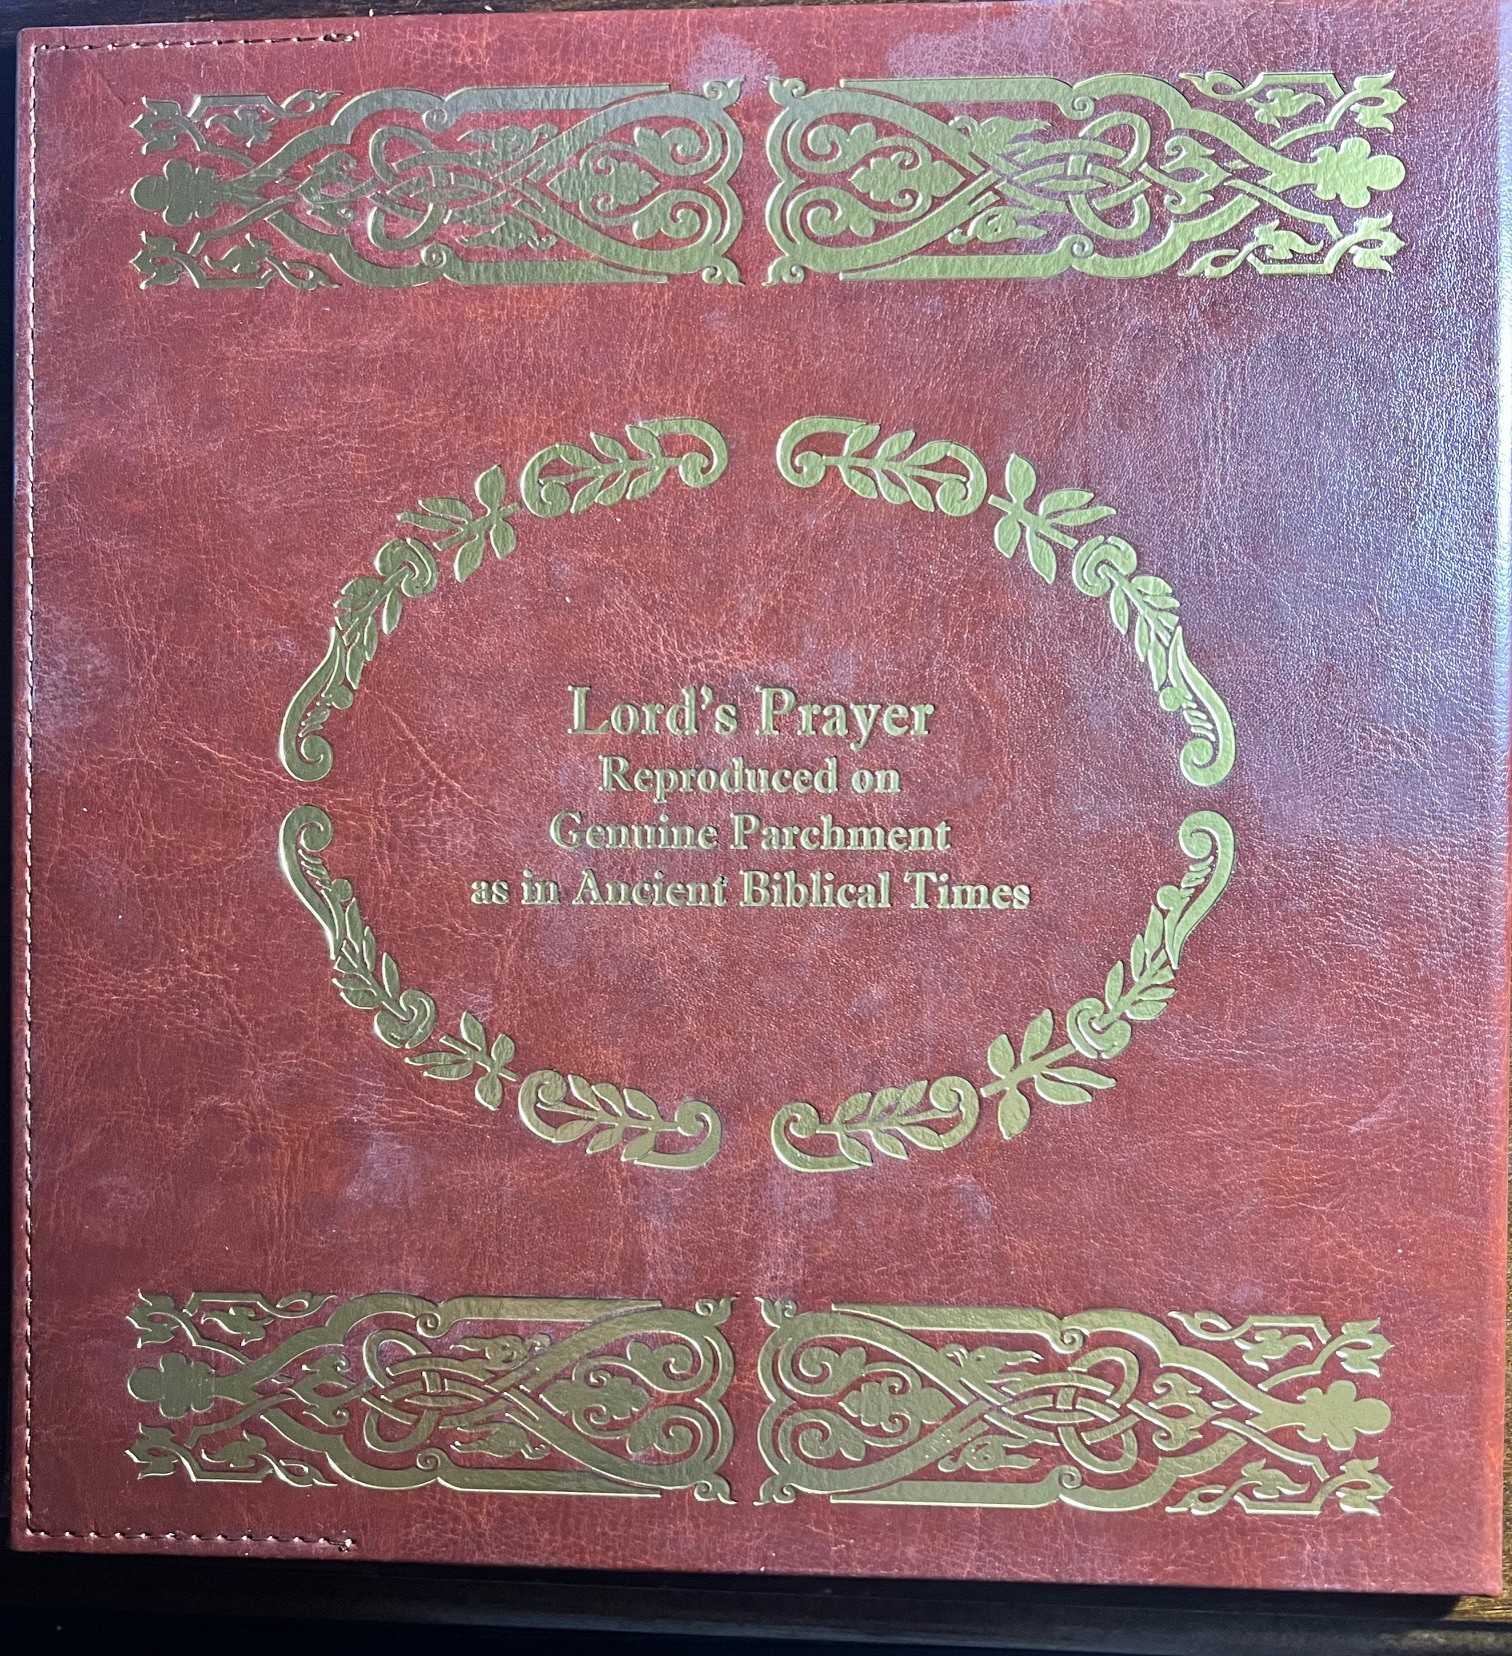 Lord's Prayer
Reproduced on
Genuine Parchment
as in Ancient Biblical Times